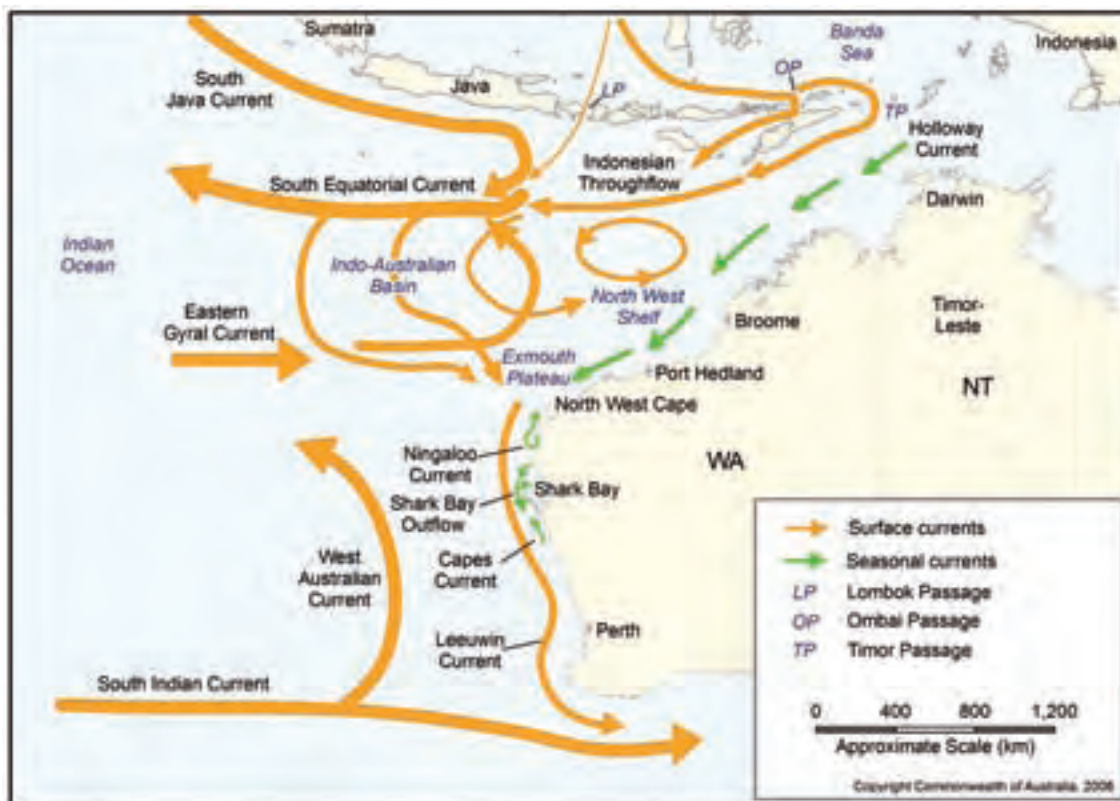 Sumatra
Banda
Sea
Indonesia
OP
South
Java Current
Java
LP
TP
Holloway
Current
Indonesian
Throughflow
South Equatorial Current
Darwin
Indian
Ocean
Indo-Australian
Basin
North West
Shelf
Eastern
Gyral Current
Broome
Timor-
Leste
Exmouth
Plateau
Port Hedland
NT
North West Cape
Ningaloo
Current
WA
Shark Bay
Shark Bay
Outflow
Capes
Current
West
Australian
Current
Leeuwin
Current
Perth
South Indian Current
Surface currents
Seasonal currents
LP Lombok Passage
OP Ombai Passage
TP Timor Passage
0 400 800 1,200
Approximate Scale (km)
Copyright Commonwealth of Australia, 2006